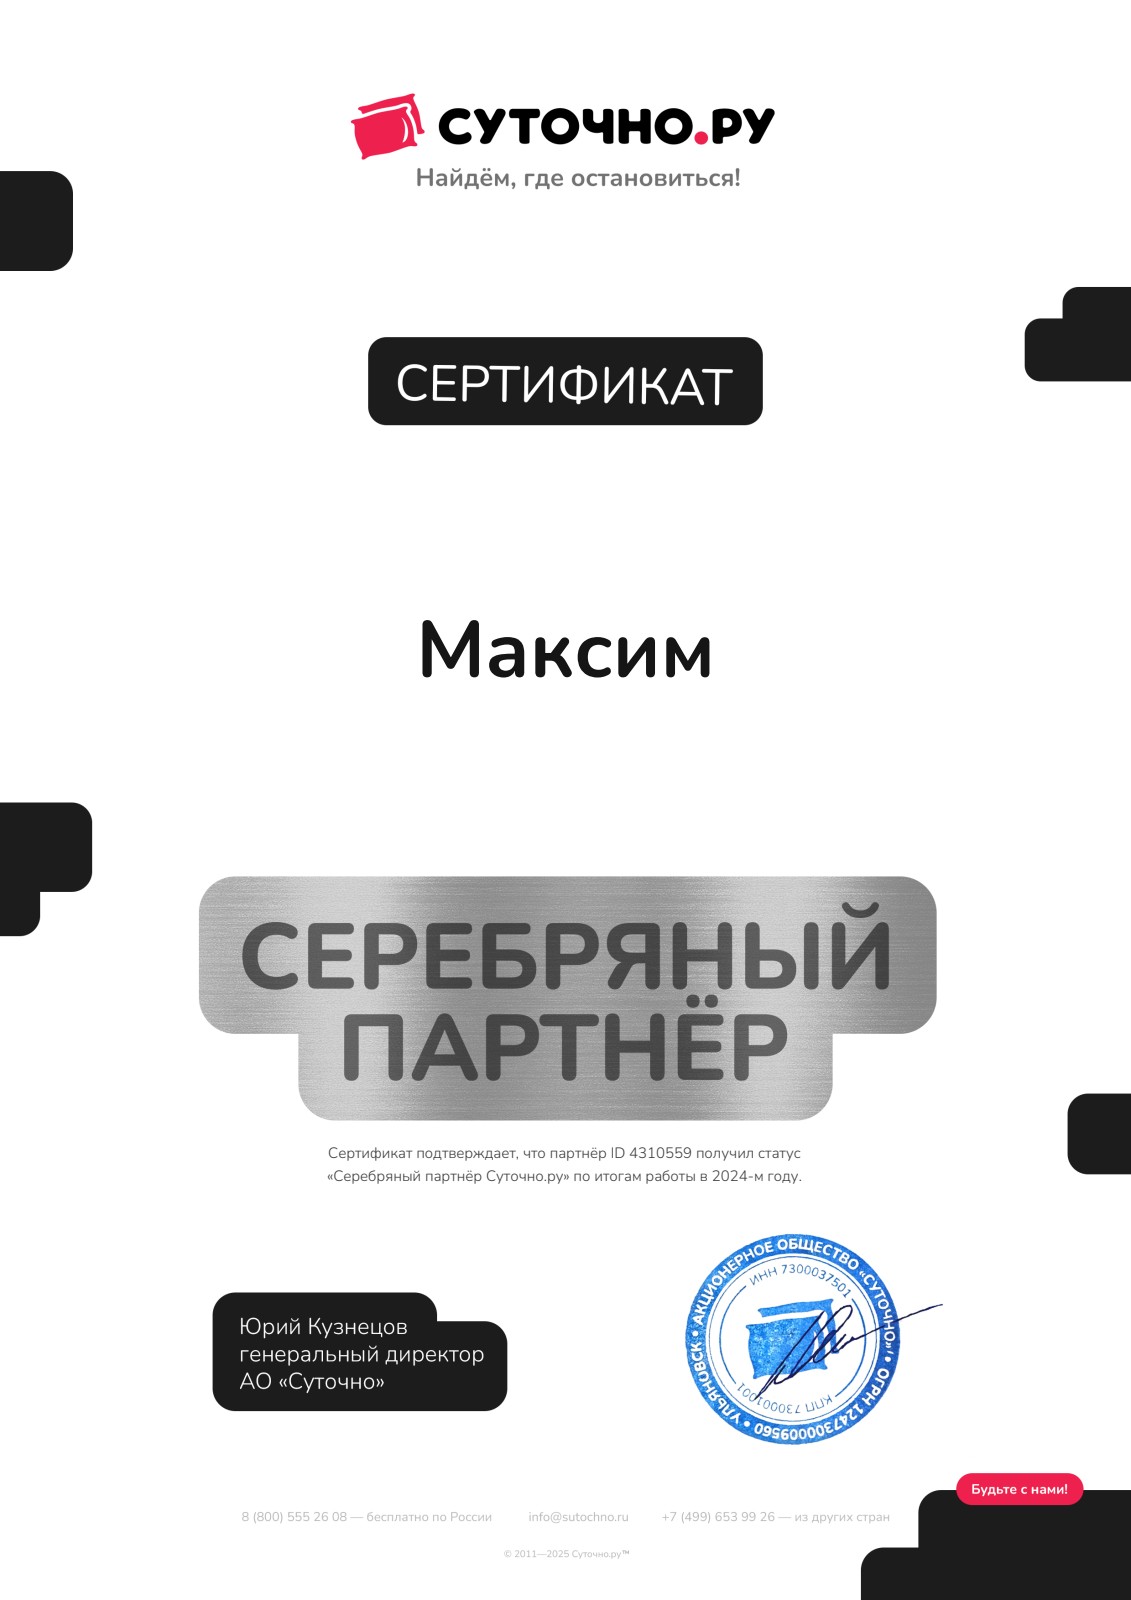 СУТОЧНО.РУ
Найдём, где остановиться!
СЕРТИФИКАТ
Максим
СЕРЕБРЯНЫЙ
ПАРТНЁР
Сертификат подтверждает, что партнёр ID 4310559 получил статус
«Серебряный партнёр Суточно.ру» по итогам работы в 2024-м году.
Юрий Кузнецов
генеральный директор
АО «Суточно»
УЛЬЯНОВСК • АКЦИОНЕРНОЕ ОБЩЕСТВО «СУТОЧНО» • ОГРН 1247300009560 •
ИНН 7300037501
КПП 730001001
Будьте с нами!
8 (800) 555 26 08 — бесплатно по России
info@sutochno.ru
+7 (499) 653 99 26 — из других стран
© 2011—2025 Суточно.ру™